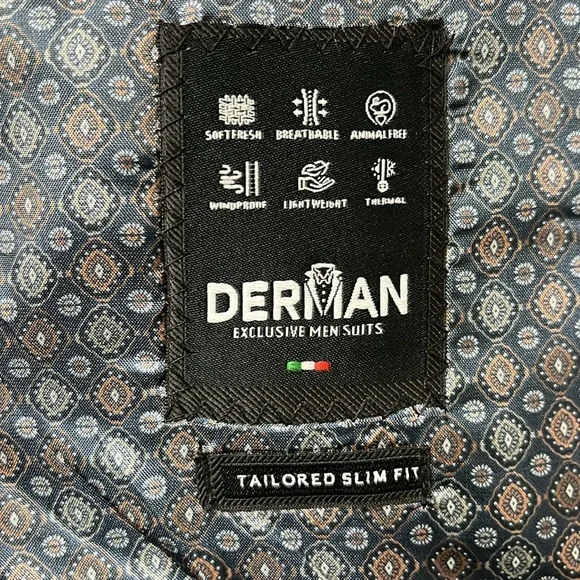 SOFTFRESH BREATHABLE ANIMALFREE
WINDPROOF LIGHTWEIGHT THERMAL
DERMAN
EXCLUSIVE MEN SUITS
TAILORED SLIM FIT